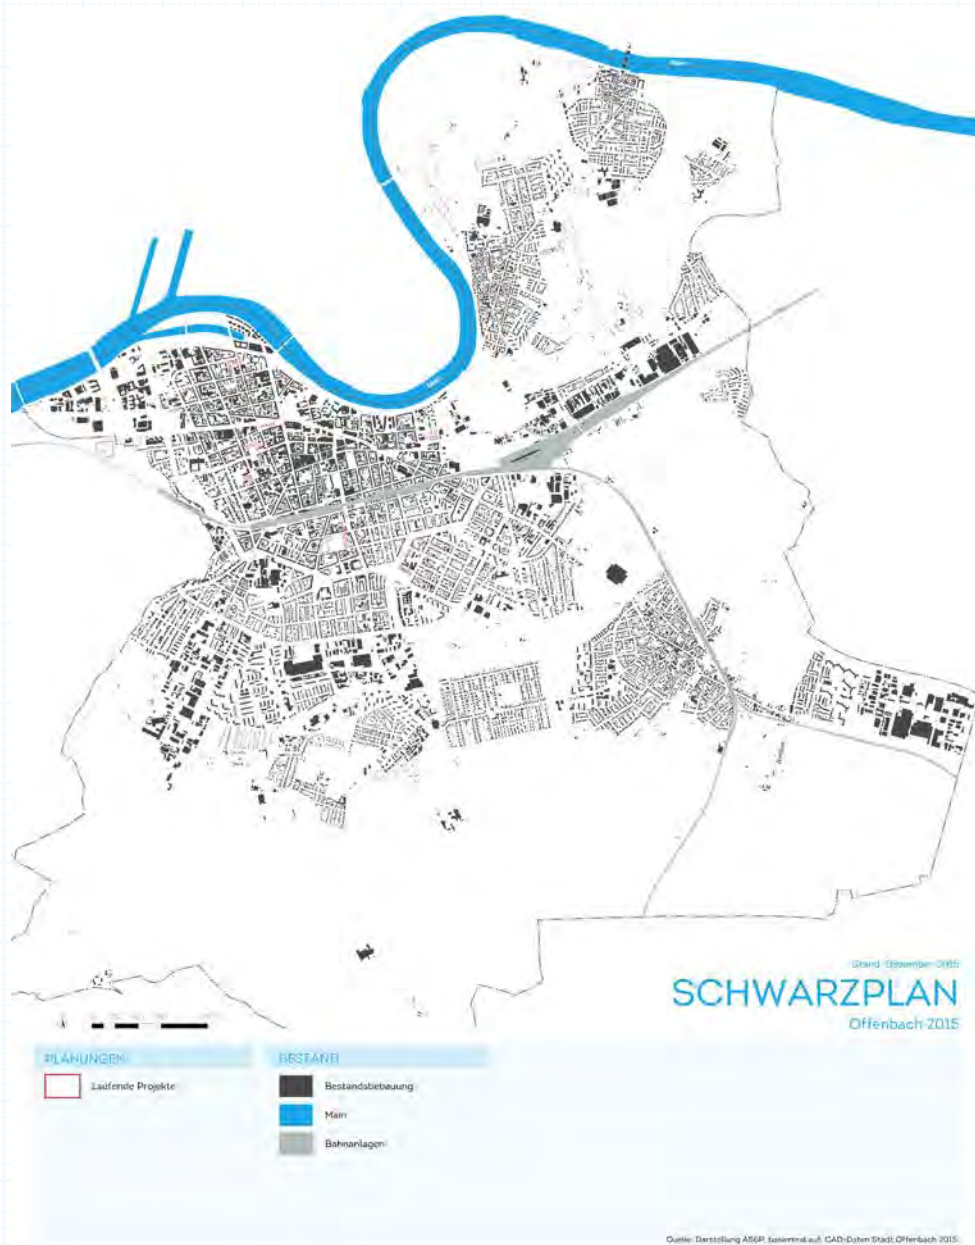 Stand: Dezember 2015
SCHWARZPLAN
Offenbach 2015
PLANUNGEN
BESTAND
Laufende Projekte
Bestandsbebauung
Main
Bahnanlagen
Quelle: Darstellung AS&P, basierend auf: CAD-Daten Stadt Offenbach 2015